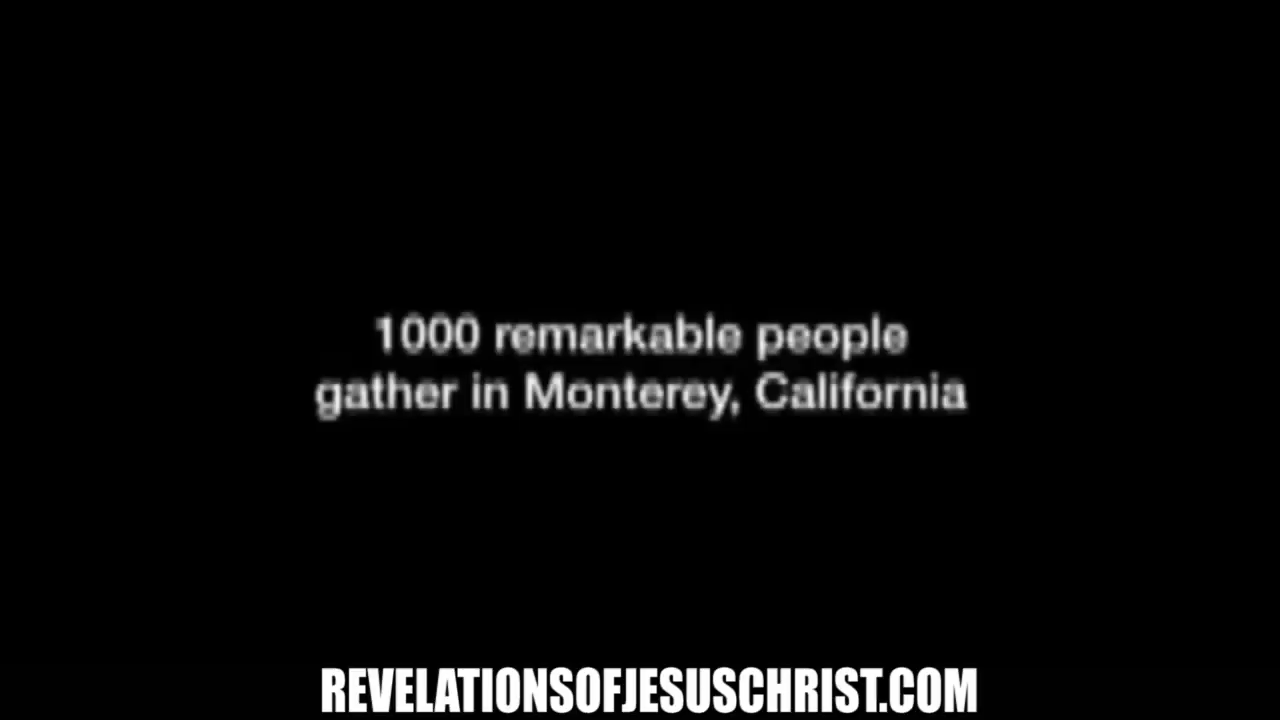 1000 remarkable people
gather in Monterey, California
REVELATIONSOFJESUSCHRIST.COM